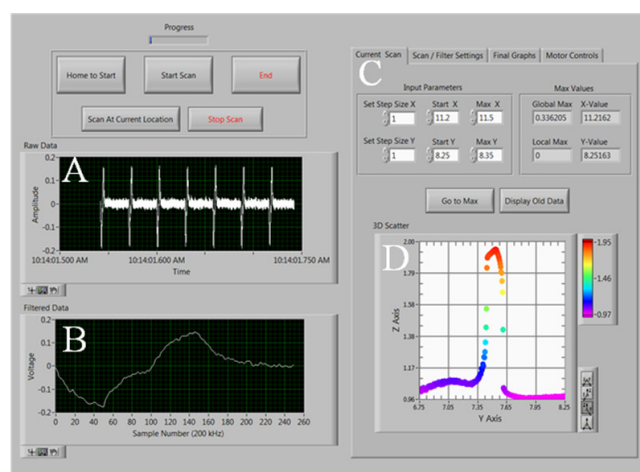 Progress
Home to Start
Start Scan
End
Scan At Current Location
Stop Scan
Raw Data
A
0.2
0.1
0
-0.1
-0.2
Amplitude
10:14:01.500 AM
10:14:01.600 AM
10:14:01.750 AM
Time
Filtered Data
B
0.2
0.1
0
-0.1
-0.2
Voltage
0 20 40 60 80 100 120 140 160 180 200 220 240 260
Sample Number (200 kHz)
Current Scan
Scan / Filter Settings
Final Graphs
Motor Controls
C
Input Parameters
Set Step Size X
Start X
Max X
1
11.2
11.5
Set Step Size Y
Start Y
Max Y
1
8.25
8.35
Max Values
Global Max
X-Value
0.336205
11.2162
Local Max
Y-Value
0
8.25163
Go to Max
Display Old Data
3D Scatter
D
2.00
1.79
1.58
1.38
1.17
0.96
Z Axis
6.75 7.05 7.35 7.65 7.95 8.25
Y Axis
1.95
0.97